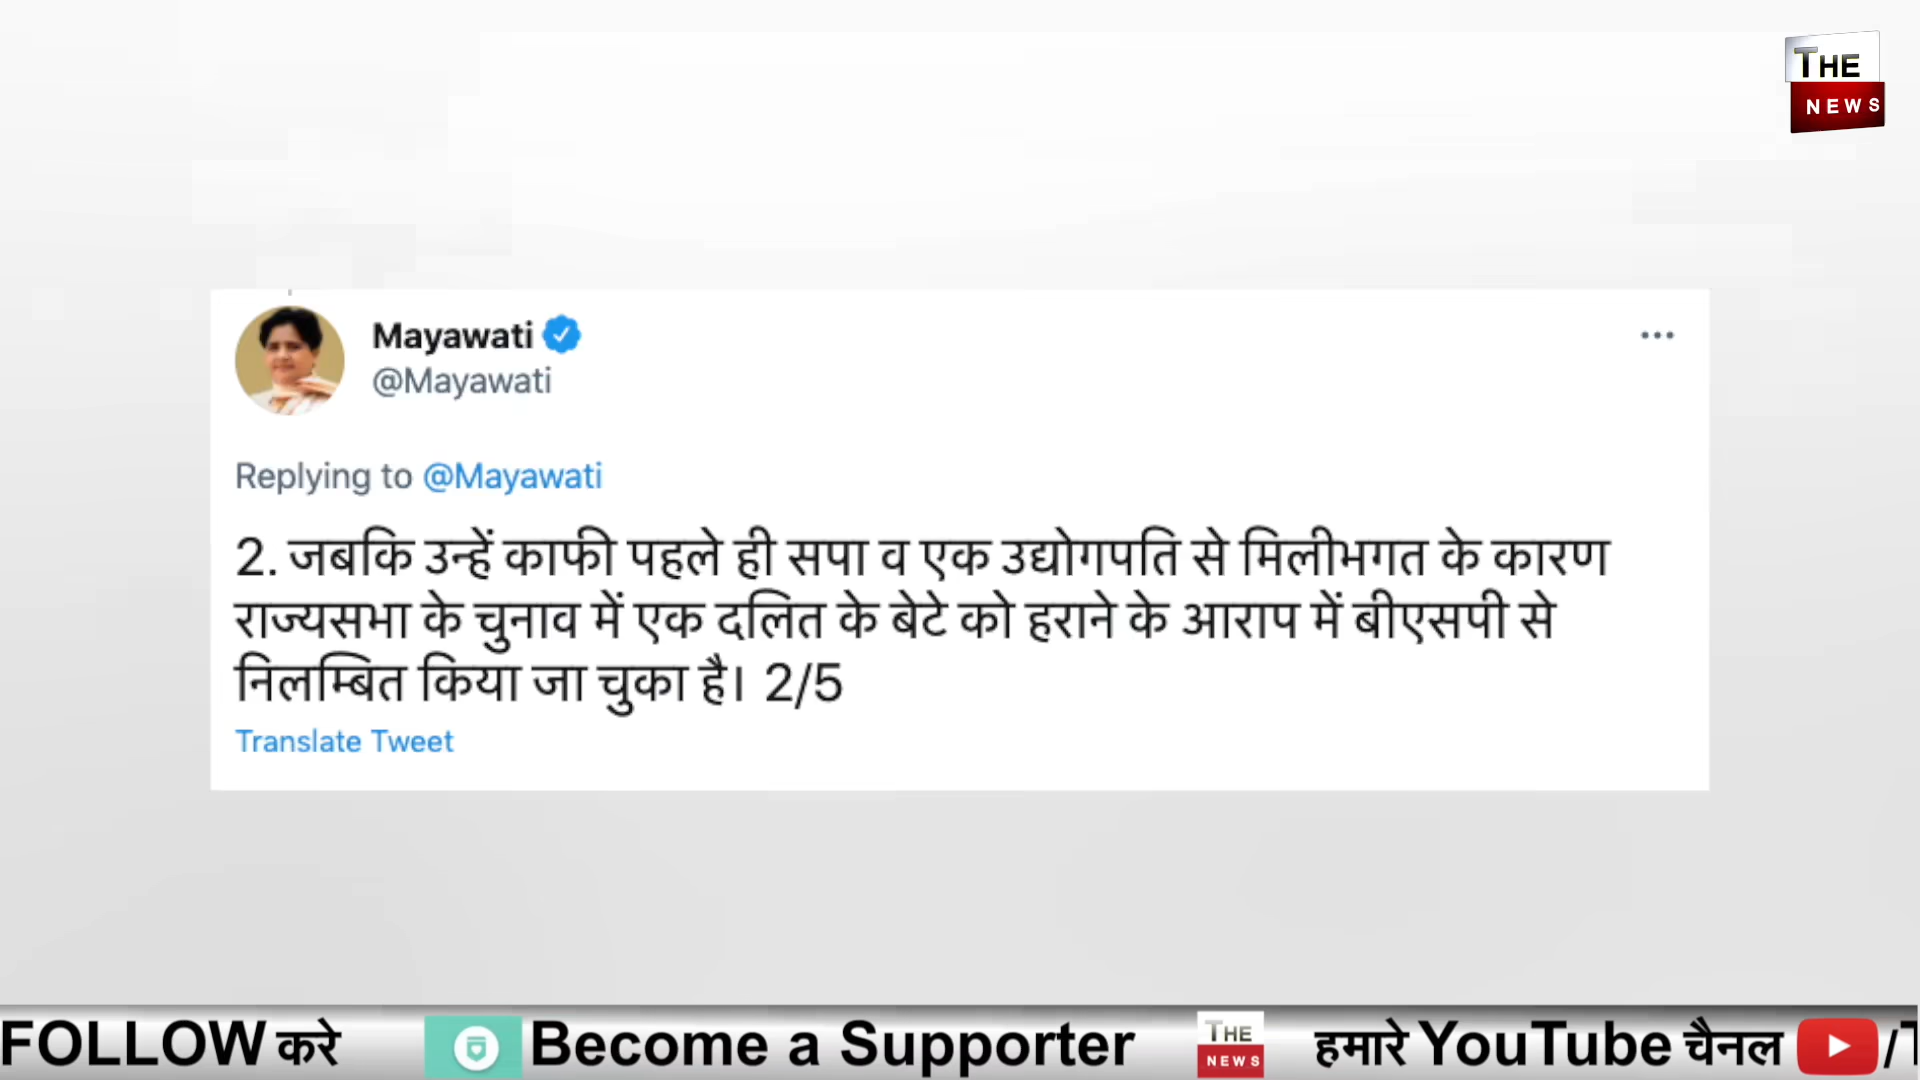 THE
NEWS
Mayawati
@Mayawati
Replying to @Mayawati
2. जबकि उन्हें काफी पहले ही सपा व एक उद्योगपति से मिलीभगत के कारण
राज्यसभा के चुनाव में एक दलित के बेटे को हराने के आराप में बीएसपी से
निलम्बित किया जा चुका है। 2/5
Translate Tweet
FOLLOW करे Become a Supporter THE NEWS हमारे YouTube चैनल /T